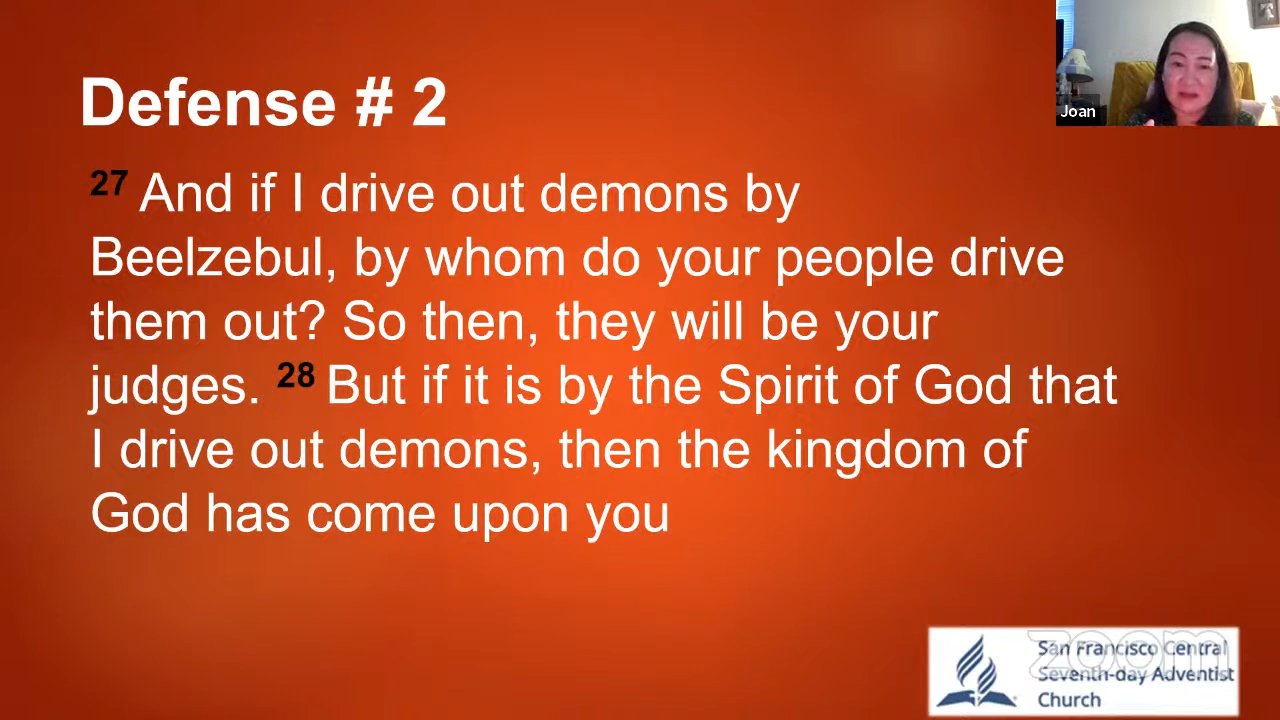 Defense # 2
27 And if I drive out demons by
Beelzebul, by whom do your people drive
them out? So then, they will be your
judges. 28 But if it is by the Spirit of God that
I drive out demons, then the kingdom of
God has come upon you
Joan
zoom
San Francisco Central
Seventh-day Adventist
Church